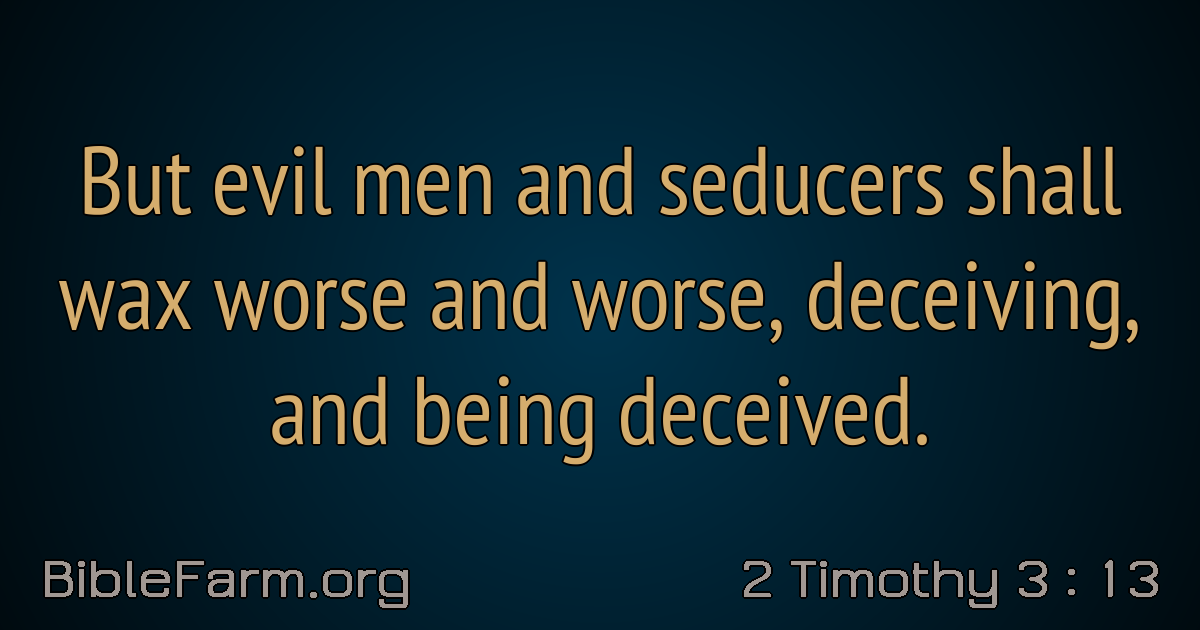 But evil men and seducers shall
wax worse and worse, deceiving,
and being deceived.
BibleFarm.org
2 Timothy 3 : 13